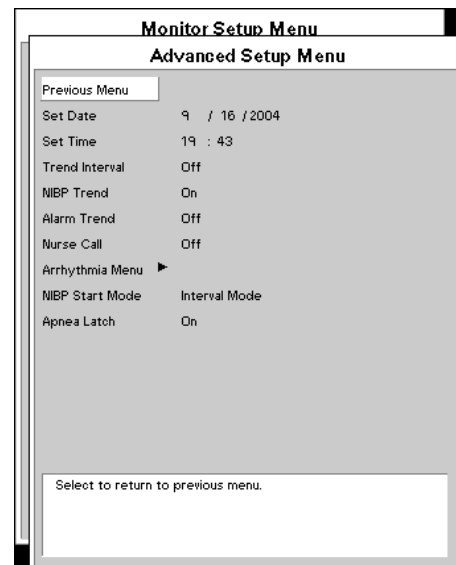 Monitor Setup Menu
Advanced Setup Menu
Previous Menu
Set Date 9 / 16 / 2004
Set Time 19 : 43
Trend Interval Off
NIBP Trend On
Alarm Trend Off
Nurse Call Off
Arrhythmia Menu ►
NIBP Start Mode Interval Mode
Apnea Latch On
Select to return to previous menu.